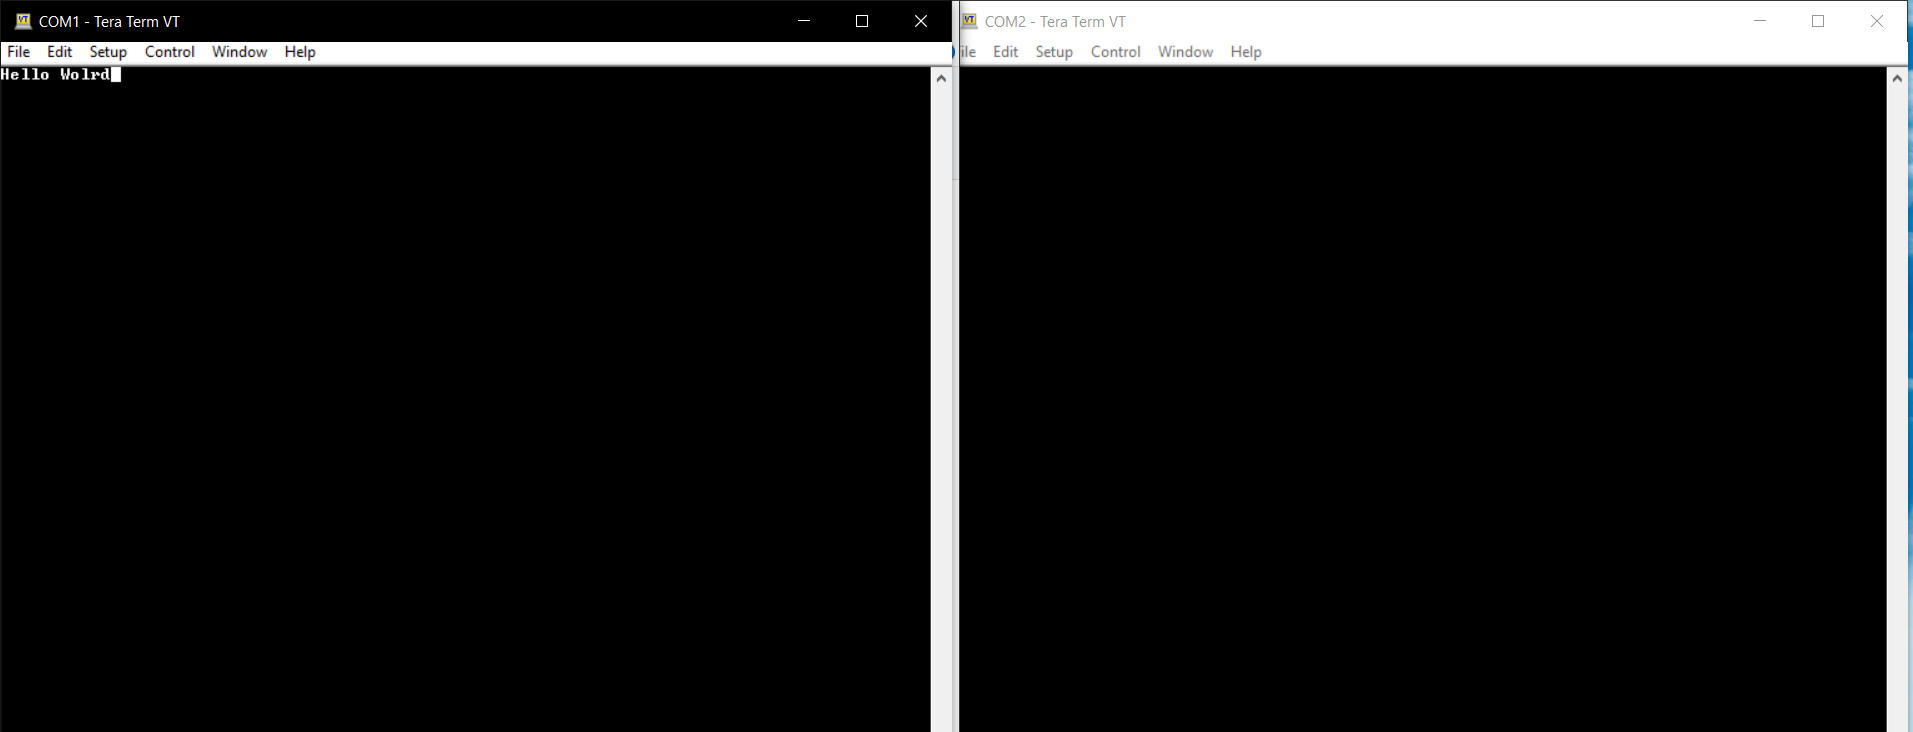 COM1 - Tera Term VT
File Edit Setup Control Window Help
Hello Wolrd
COM2 - Tera Term VT
ile Edit Setup Control Window Help